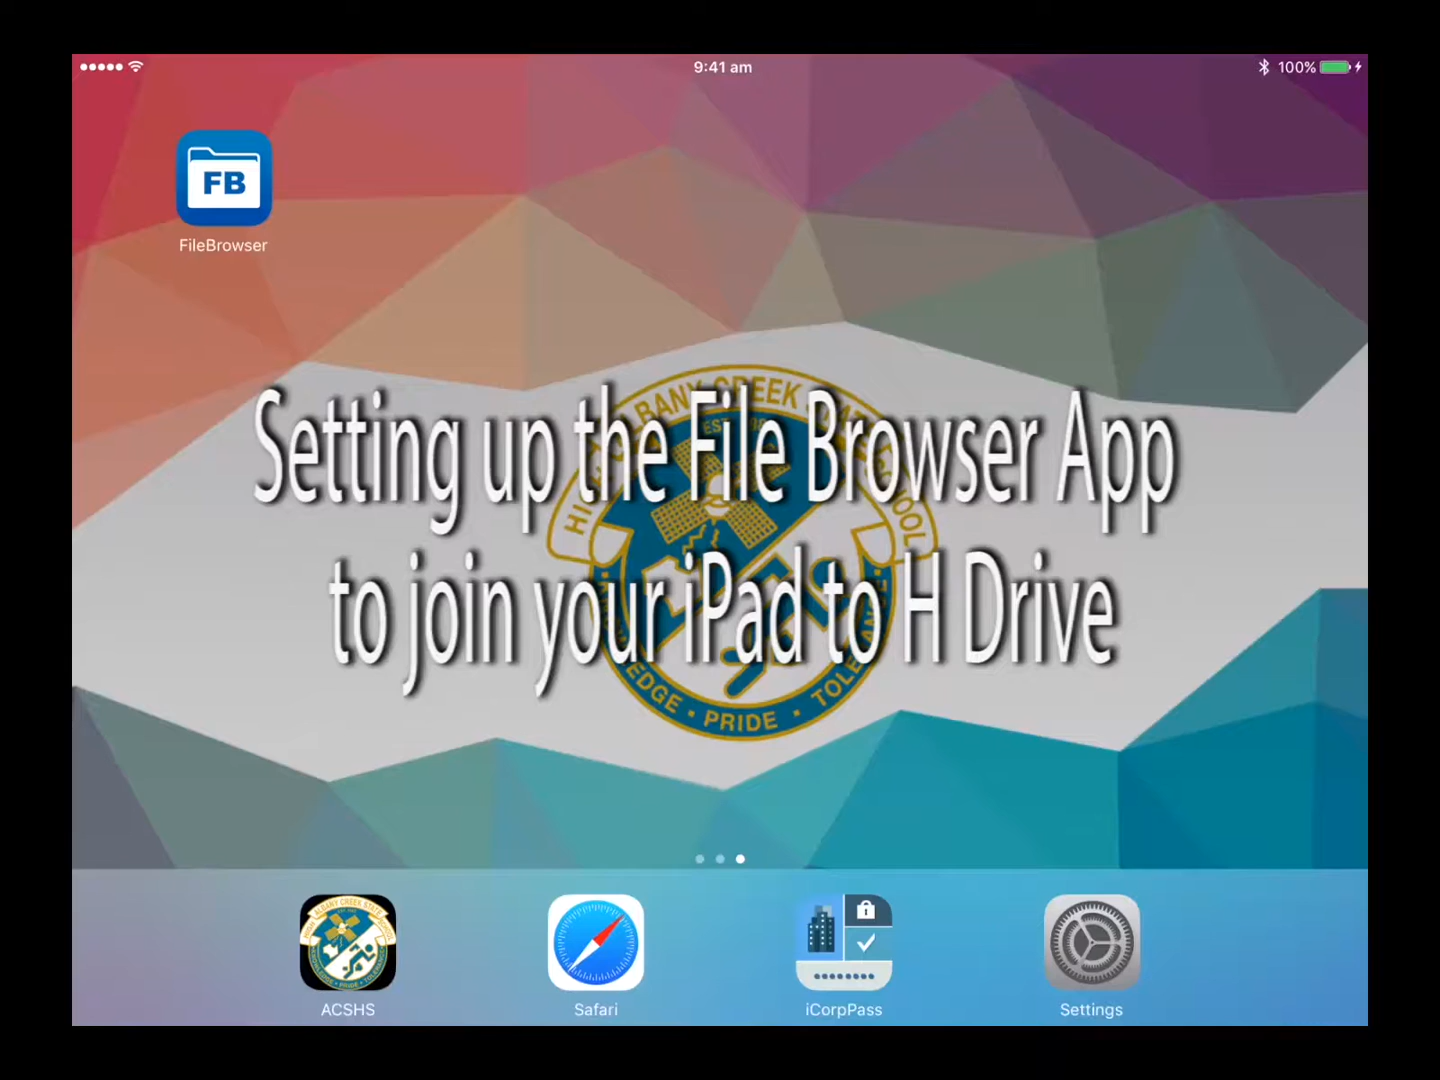 9:41 am
100%
FB
FileBrowser
Setting up the File Browser App
to join your iPad to H Drive
PRIDE
ACSHS
Safari
iCorpPass
Settings